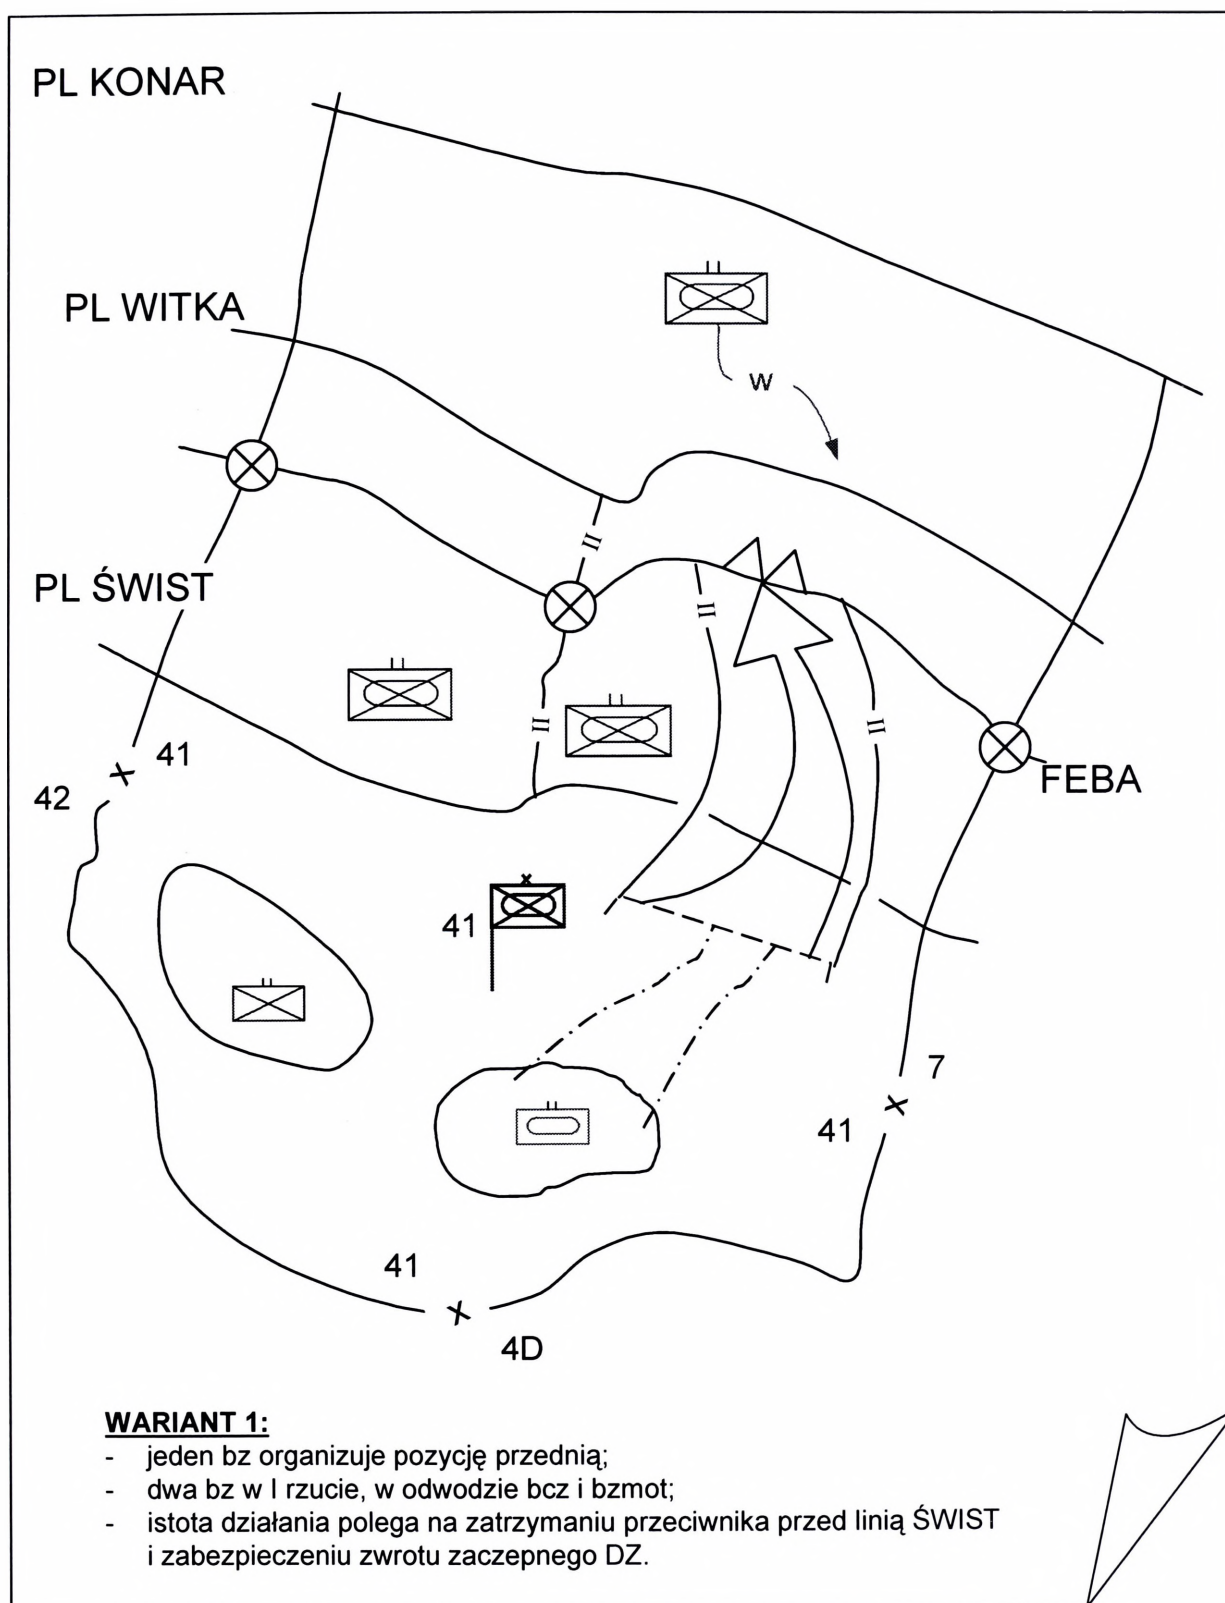 PL KONAR
PL WITKA
W
II
PL ŚWIST
II
II
II
FEBA
41
42
X
x
41
7
X
41
41
X
4D
WARIANT 1:
- jeden bz organizuje pozycję przednią;
- dwa bz w I rzucie, w odwodzie bcz i bzmot;
- istota działania polega na zatrzymaniu przeciwnika przed linią ŚWIST
i zabezpieczeniu zwrotu zaczepnego DZ.